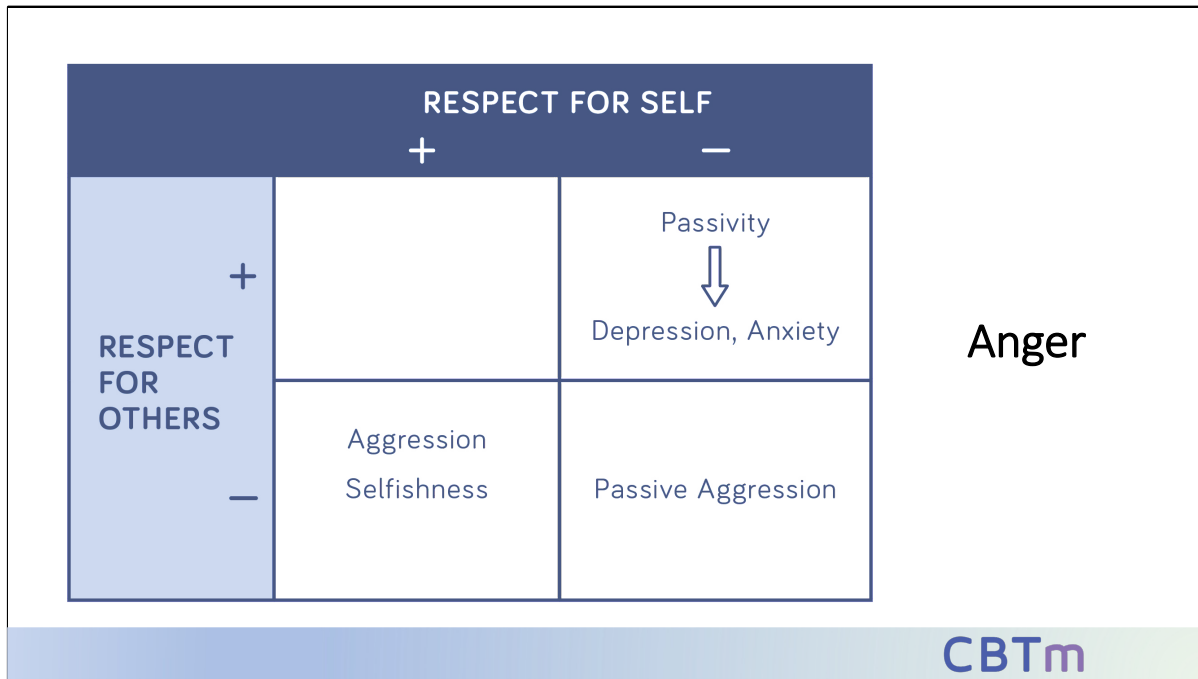 RESPECT FOR SELF
+ −
Passivity
+
Depression, Anxiety
RESPECT
FOR
OTHERS
Anger
Aggression
Selfishness
− Passive Aggression
CBTm